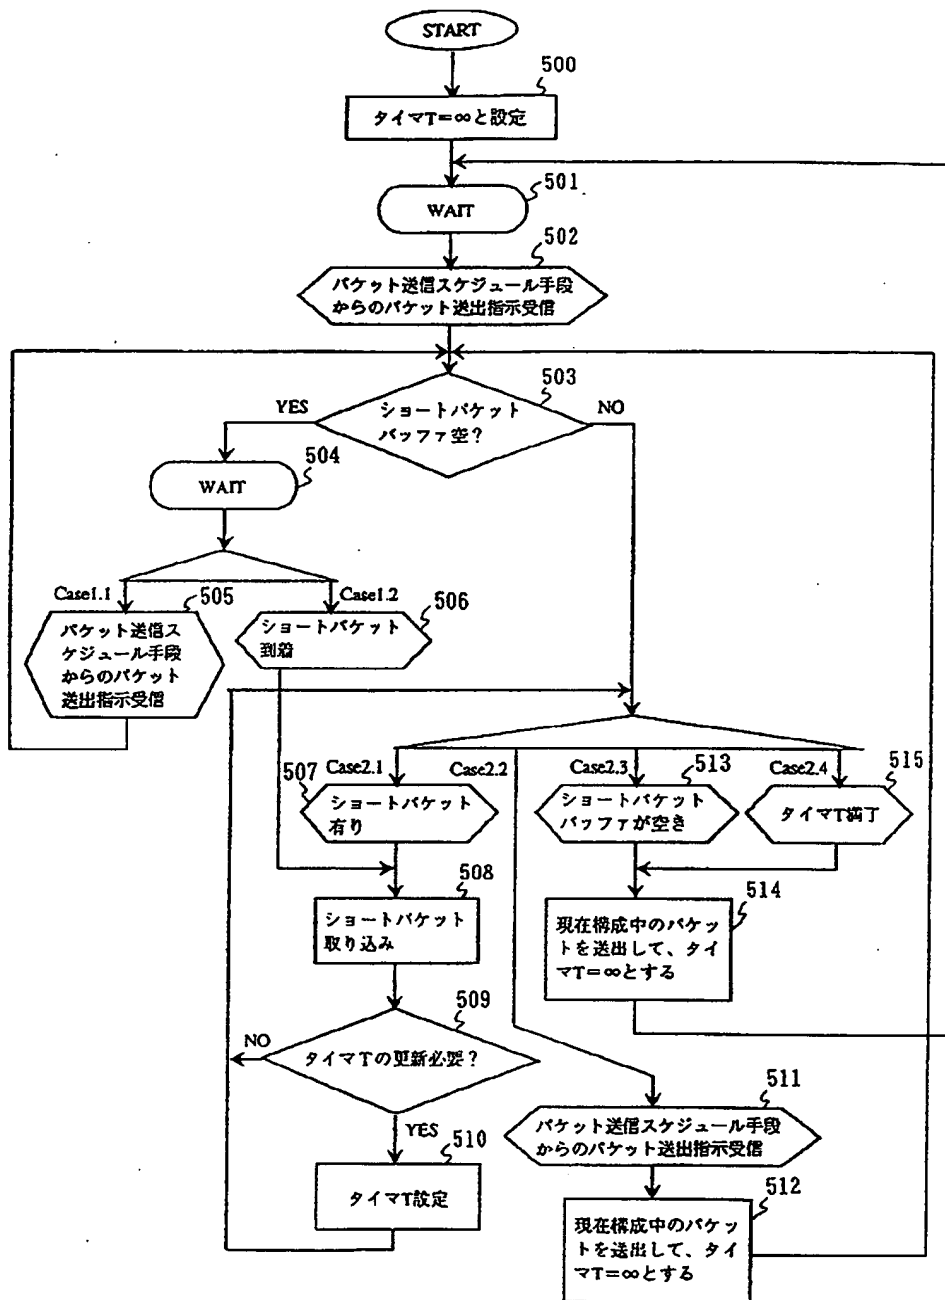 START
500
タイマT=∞と設定
501
WAIT
502
パケット送信スケジュール手段
からのパケット送出指示受信
503
YES
ショートパケット
バッファ空?
NO
504
WAIT
Case1.1
505
Case1.2
506
パケット送信ス
ケジュール手段
からのパケット
送出指示受信
ショートパケット
到着
507
Case2.1
Case2.2
Case2.3
513
Case2.4
515
ショートパケット
有り
ショートパケット
バッファが空き
タイマT満了
508
ショートパケット
取り込み
514
現在構成中のパケッ
トを送出して、タイ
マT=∞とする
509
NO
タイマTの更新必要?
YES
510
タイマT設定
511
パケット送信スケジュール手段
からのパケット送出指示受信
512
現在構成中のパケッ
トを送出して、タイ
マT=∞とする